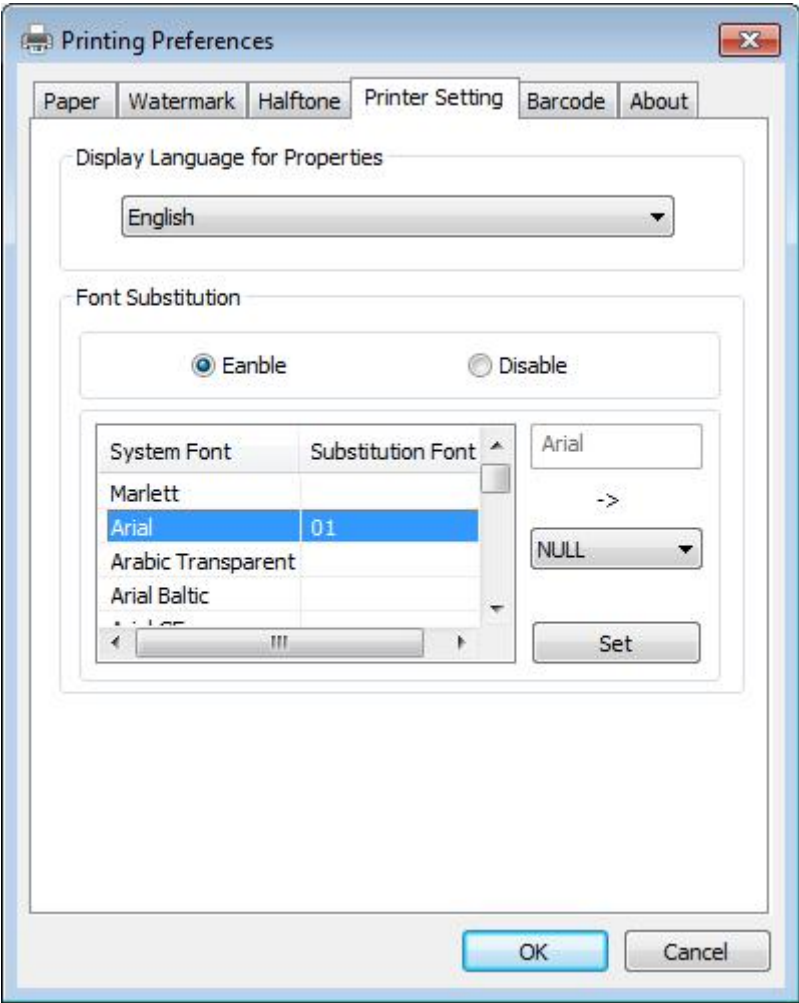 Printing Preferences
Paper Watermark Halftone Printer Setting Barcode About
Display Language for Properties
English
Font Substitution
Eanble Disable
System Font Substitution Font
Marlett
Arial 01
Arabic Transparent
Arial Baltic
Arial
->
NULL
Set
OK Cancel